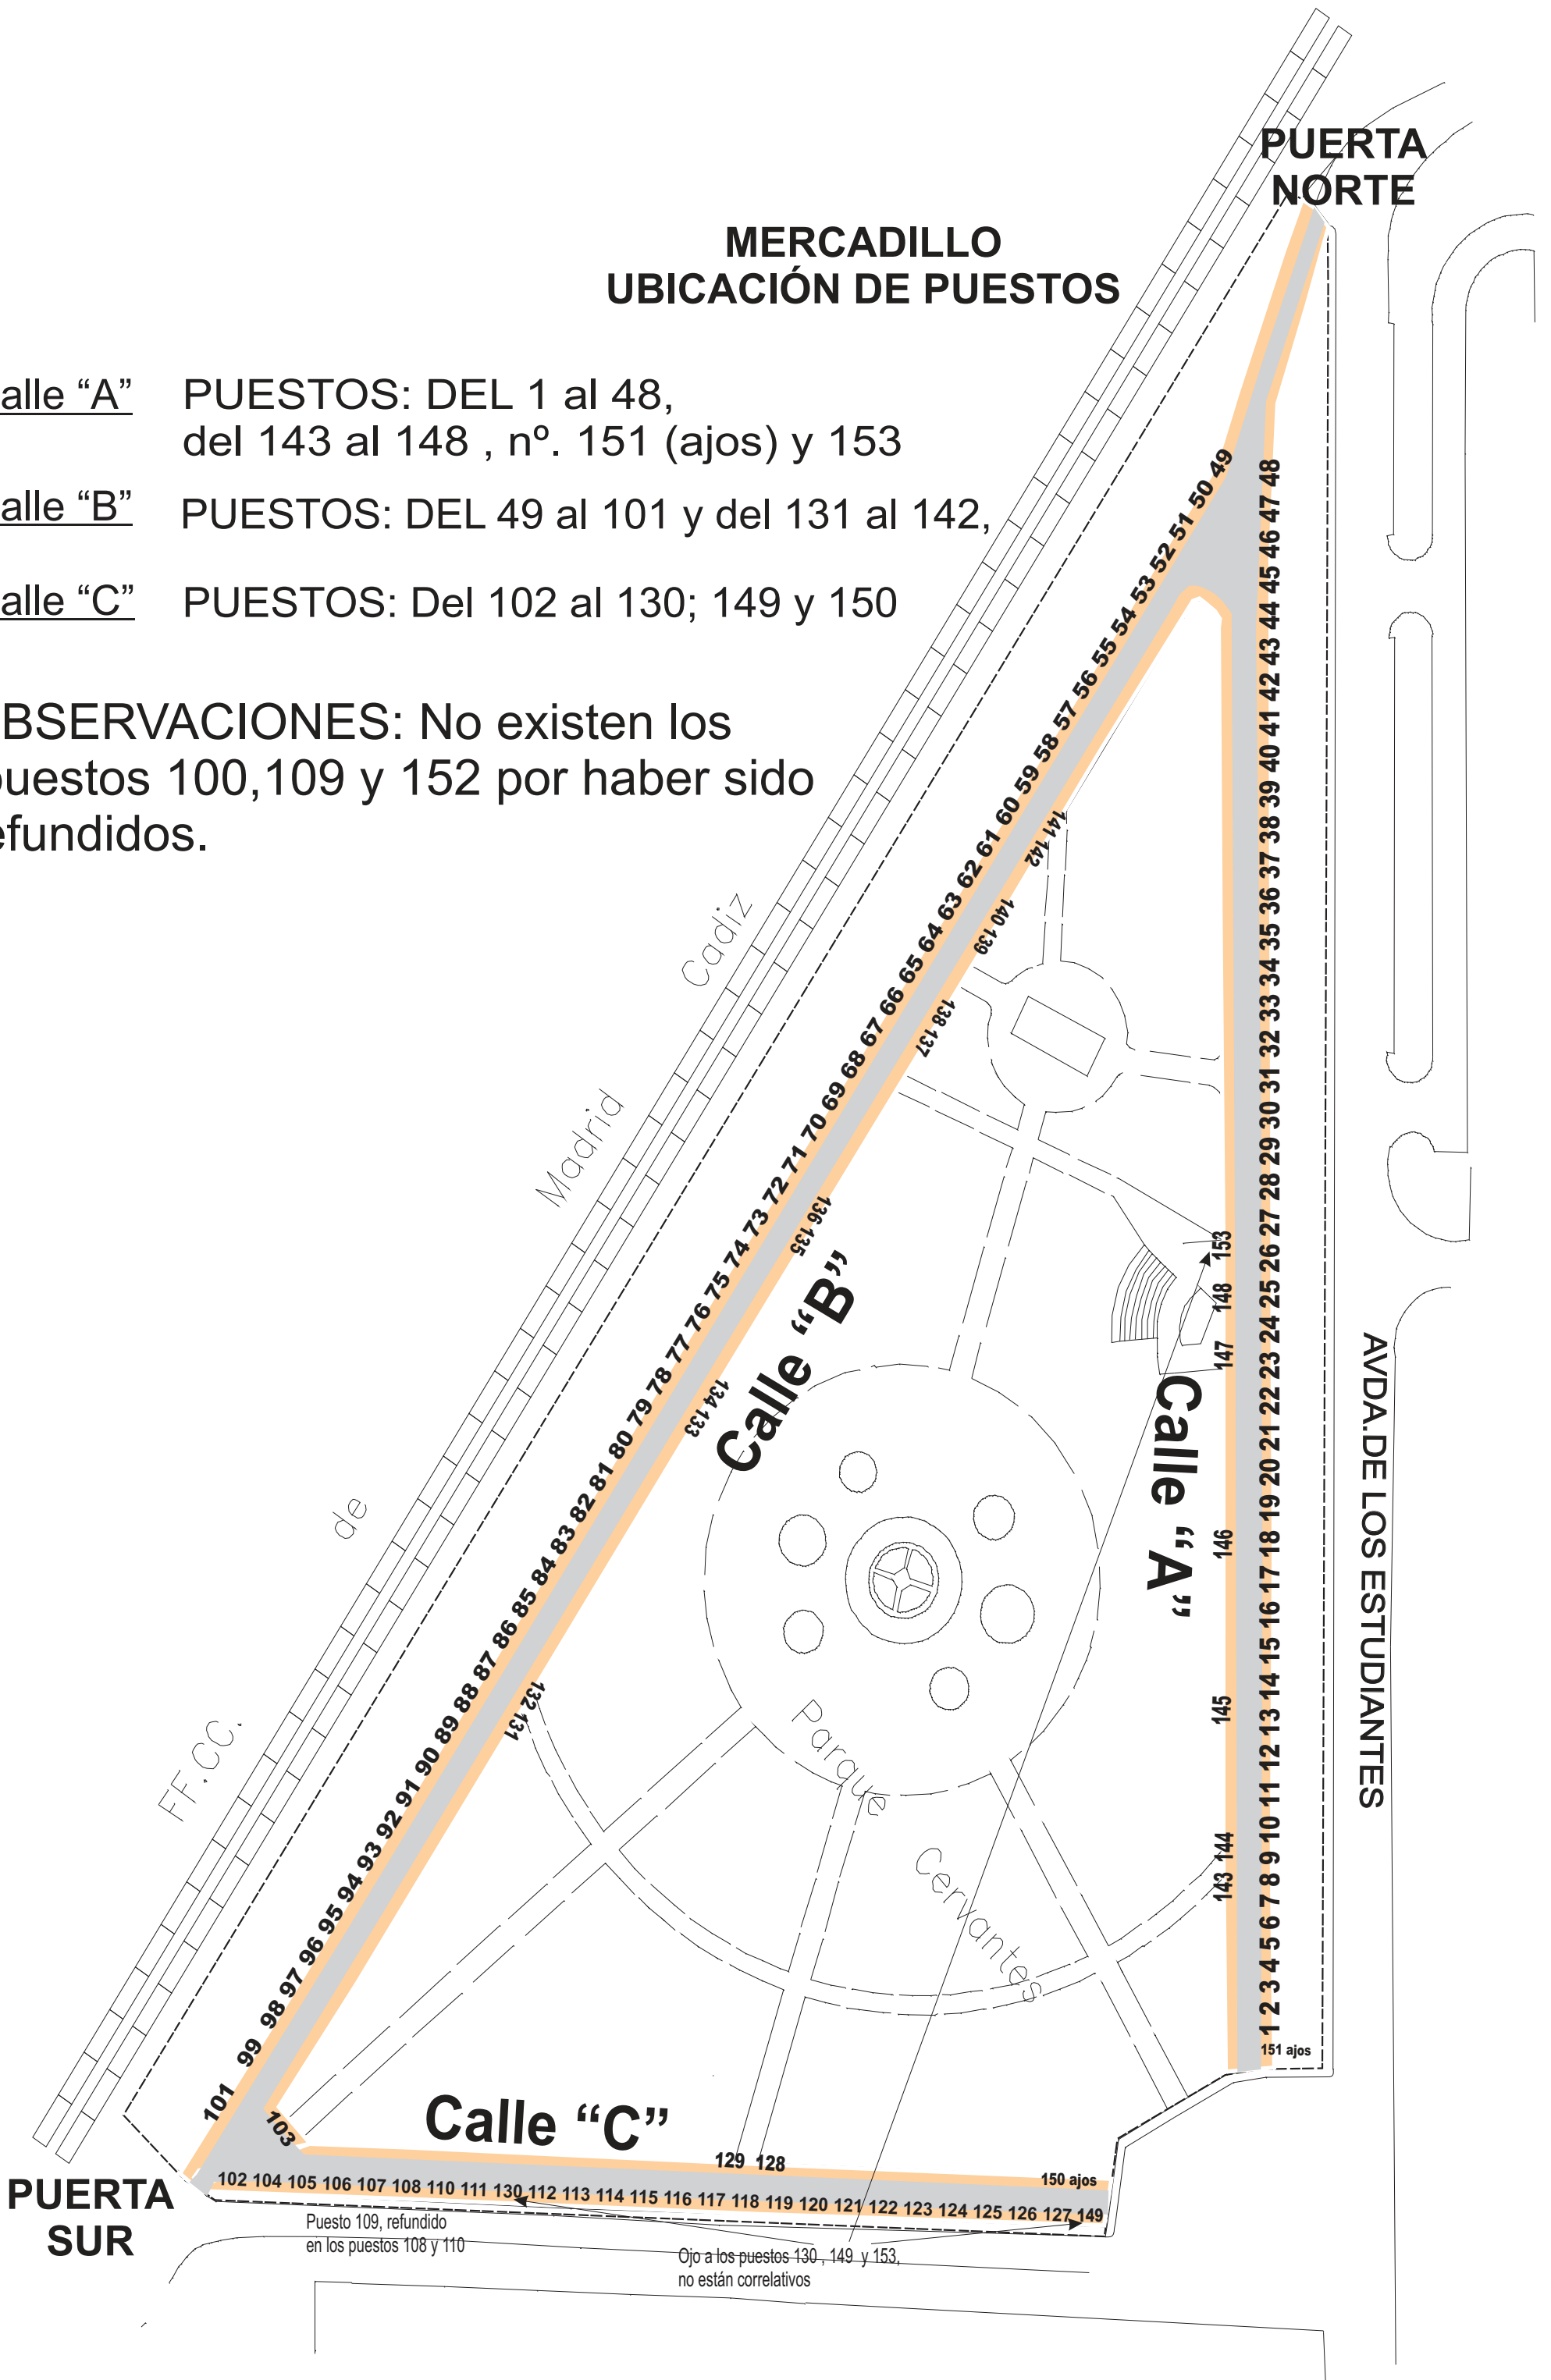 PUERTA
NORTE
MERCADILLO
UBICACIÓN DE PUESTOS
alle “A” PUESTOS: DEL 1 al 48,
del 143 al 148 , nº. 151 (ajos) y 153
alle “B” PUESTOS: DEL 49 al 101 y del 131 al 142,
alle “C” PUESTOS: Del 102 al 130; 149 y 150
BSERVACIONES: No existen los
puestos 100,109 y 152 por haber sido
efundidos.
FF.CC. de Madrid Cadiz
101 99 98 97 96 95 94 93 92 91 90 89 88 87 86 85 84 83 82 81 80 79 78 77 76 75 74 73 72 71 70 69 68 67 66 65 64 63 62 61 60 59 58 57 56 55 54 53 52 51 50 49
141 142
140 139
138 137
136 135
134 133
132 131
Calle “B”
1 2 3 4 5 6 7 8 9 10 11 12 13 14 15 16 17 18 19 20 21 22 23 24 25 26 27 28 29 30 31 32 33 34 35 36 37 38 39 40 41 42 43 44 45 46 47 48
153
148
147
146
145
144
143
Calle “A”
AVDA.DE LOS ESTUDIANTES
Parque Cervantes
151 ajos
103
Calle “C”
129 128
150 ajos
102 104 105 106 107 108 110 111 130 112 113 114 115 116 117 118 119 120 121 122 123 124 125 126 127 149
PUERTA
SUR
Puesto 109, refundido
en los puestos 108 y 110
Ojo a los puestos 130 , 149 y 153,
no están correlativos